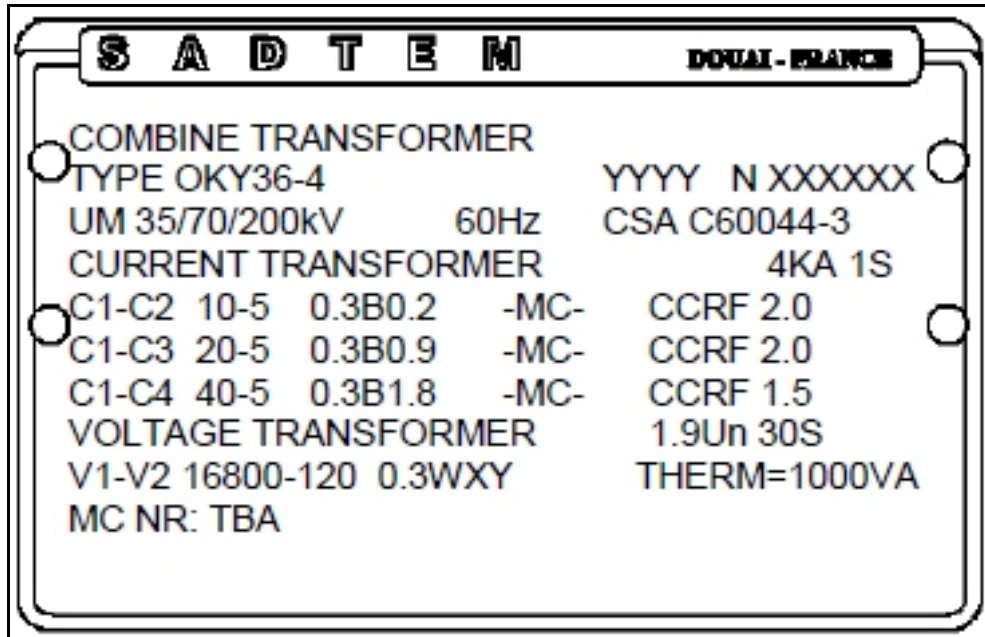 SADTEM DOUAI - FRANCE
COMBINE TRANSFORMER
TYPE OKY36-4 YYYY N XXXXXX
UM 35/70/200kV 60Hz CSA C60044-3
CURRENT TRANSFORMER 4KA 1S
C1-C2 10-5 0.3B0.2 -MC- CCRF 2.0
C1-C3 20-5 0.3B0.9 -MC- CCRF 2.0
C1-C4 40-5 0.3B1.8 -MC- CCRF 1.5
VOLTAGE TRANSFORMER 1.9Un 30S
V1-V2 16800-120 0.3WXY THERM=1000VA
MC NR: TBA